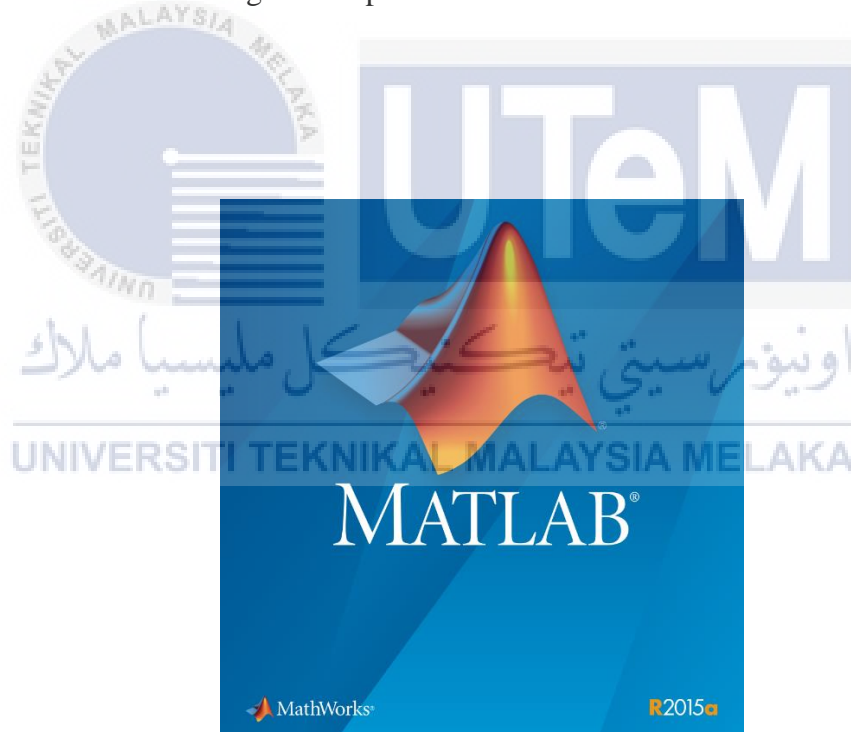 UNIVERSITI TEKNIKAL MALAYSIA MELAKA
UTeM
اونيۏرسيتي تيكنيكل مليسيا ملاك
UNIVERSITI TEKNIKAL MALAYSIA MELAKA
MATLAB®
MathWorks®
R2015a